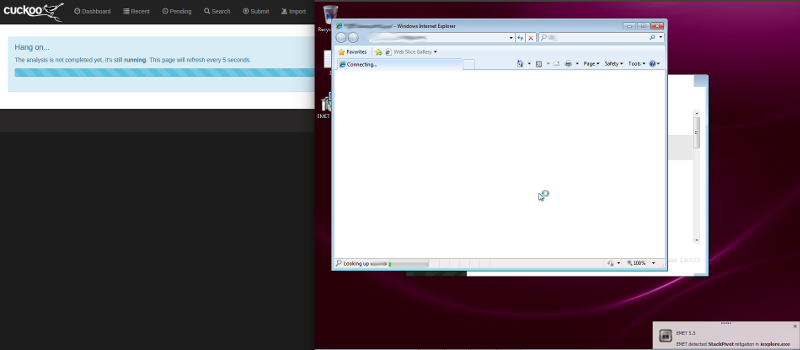 cuckoo
Dashboard Recent Pending Search Submit Import
Hang on...
The analysis is not completed yet, it's still running. This page will refresh every 5 seconds.
Recyc
EMET
- Windows Internet Explorer
Favorites Web Slice Gallery
Connecting...
Page Safety Tools
Looking up
100%
EMET 5.5
EMET detected StackPivot mitigation in iexplore.exe